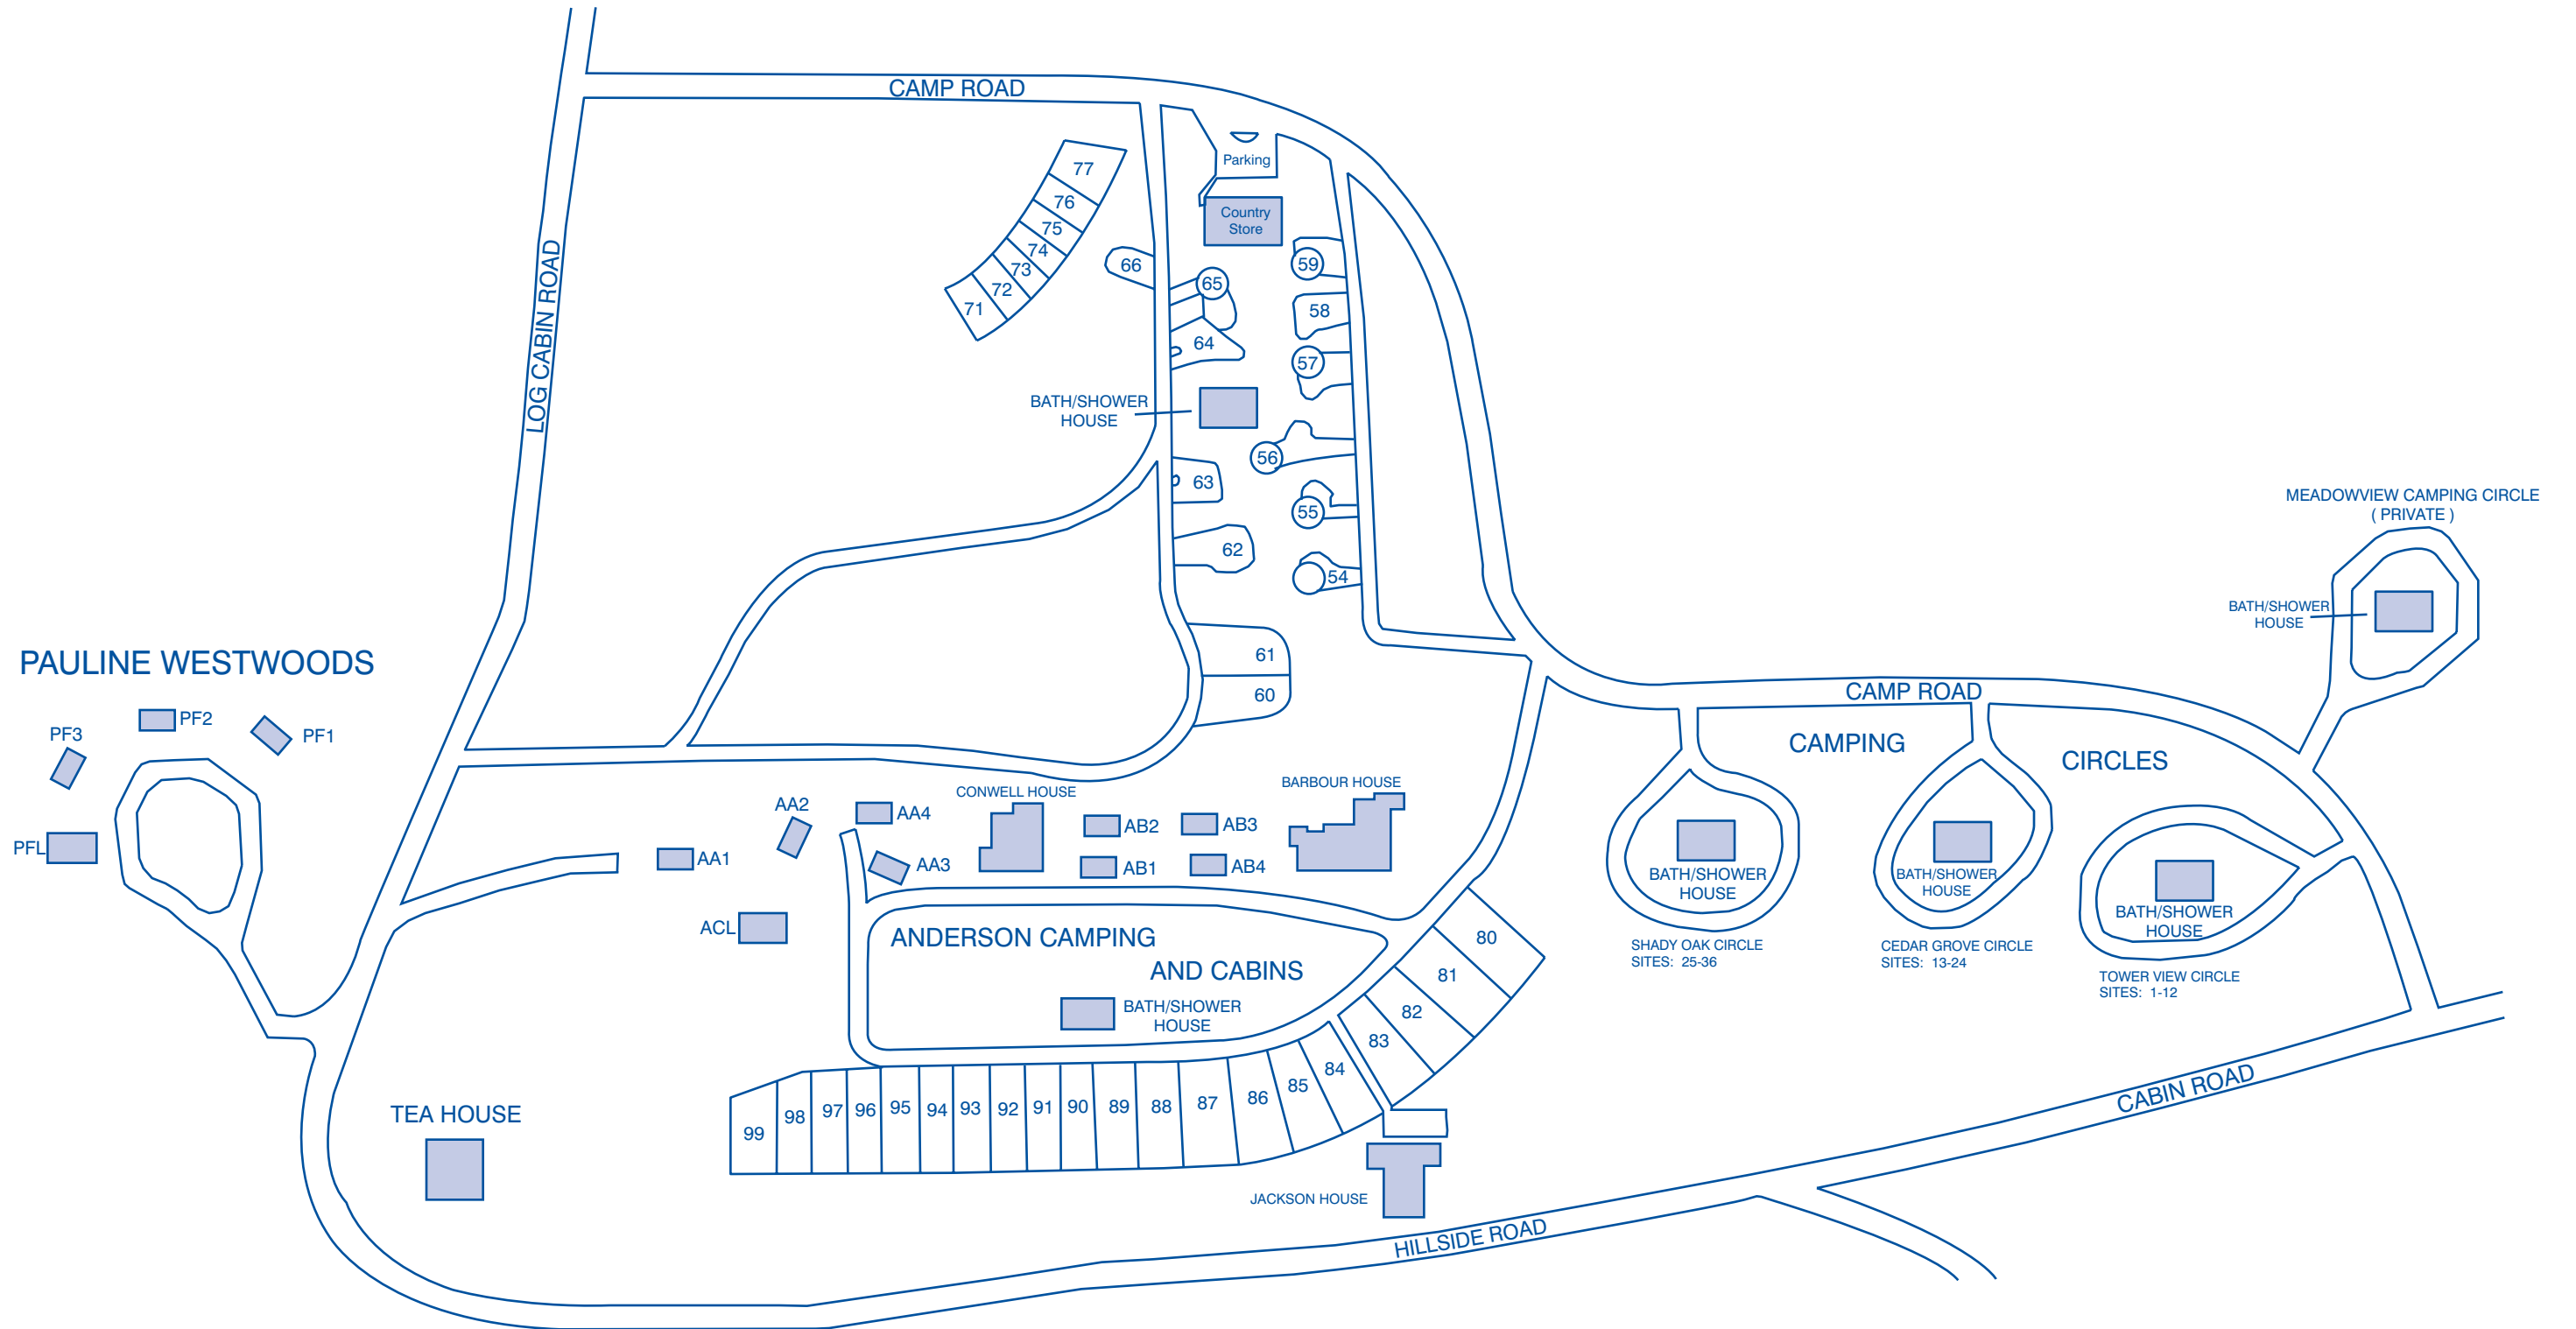 CAMP ROAD
Parking
77
76
75
74
73
72
71
Country
Store
66
65
64
59
58
57
LOG CABIN ROAD
BATH/SHOWER
HOUSE
56
63
55
62
54
61
60
MEADOWVIEW CAMPING CIRCLE
( PRIVATE )
BATH/SHOWER
HOUSE
PAULINE WESTWOODS
PF3
PF2
PF1
PFL
CAMP ROAD
CAMPING
CIRCLES
AA2
AA4
AA1
AA3
ACL
CONWELL HOUSE
AB2
AB3
AB1
AB4
BARBOUR HOUSE
BATH/SHOWER
HOUSE
BATH/SHOWER
HOUSE
BATH/SHOWER
HOUSE
SHADY OAK CIRCLE
SITES: 25-36
CEDAR GROVE CIRCLE
SITES: 13-24
TOWER VIEW CIRCLE
SITES: 1-12
ANDERSON CAMPING
AND CABINS
BATH/SHOWER
HOUSE
80
81
82
83
84
85
86
87
88
89
90
91
92
93
94
95
96
97
98
99
TEA HOUSE
JACKSON HOUSE
HILLSIDE ROAD
CABIN ROAD